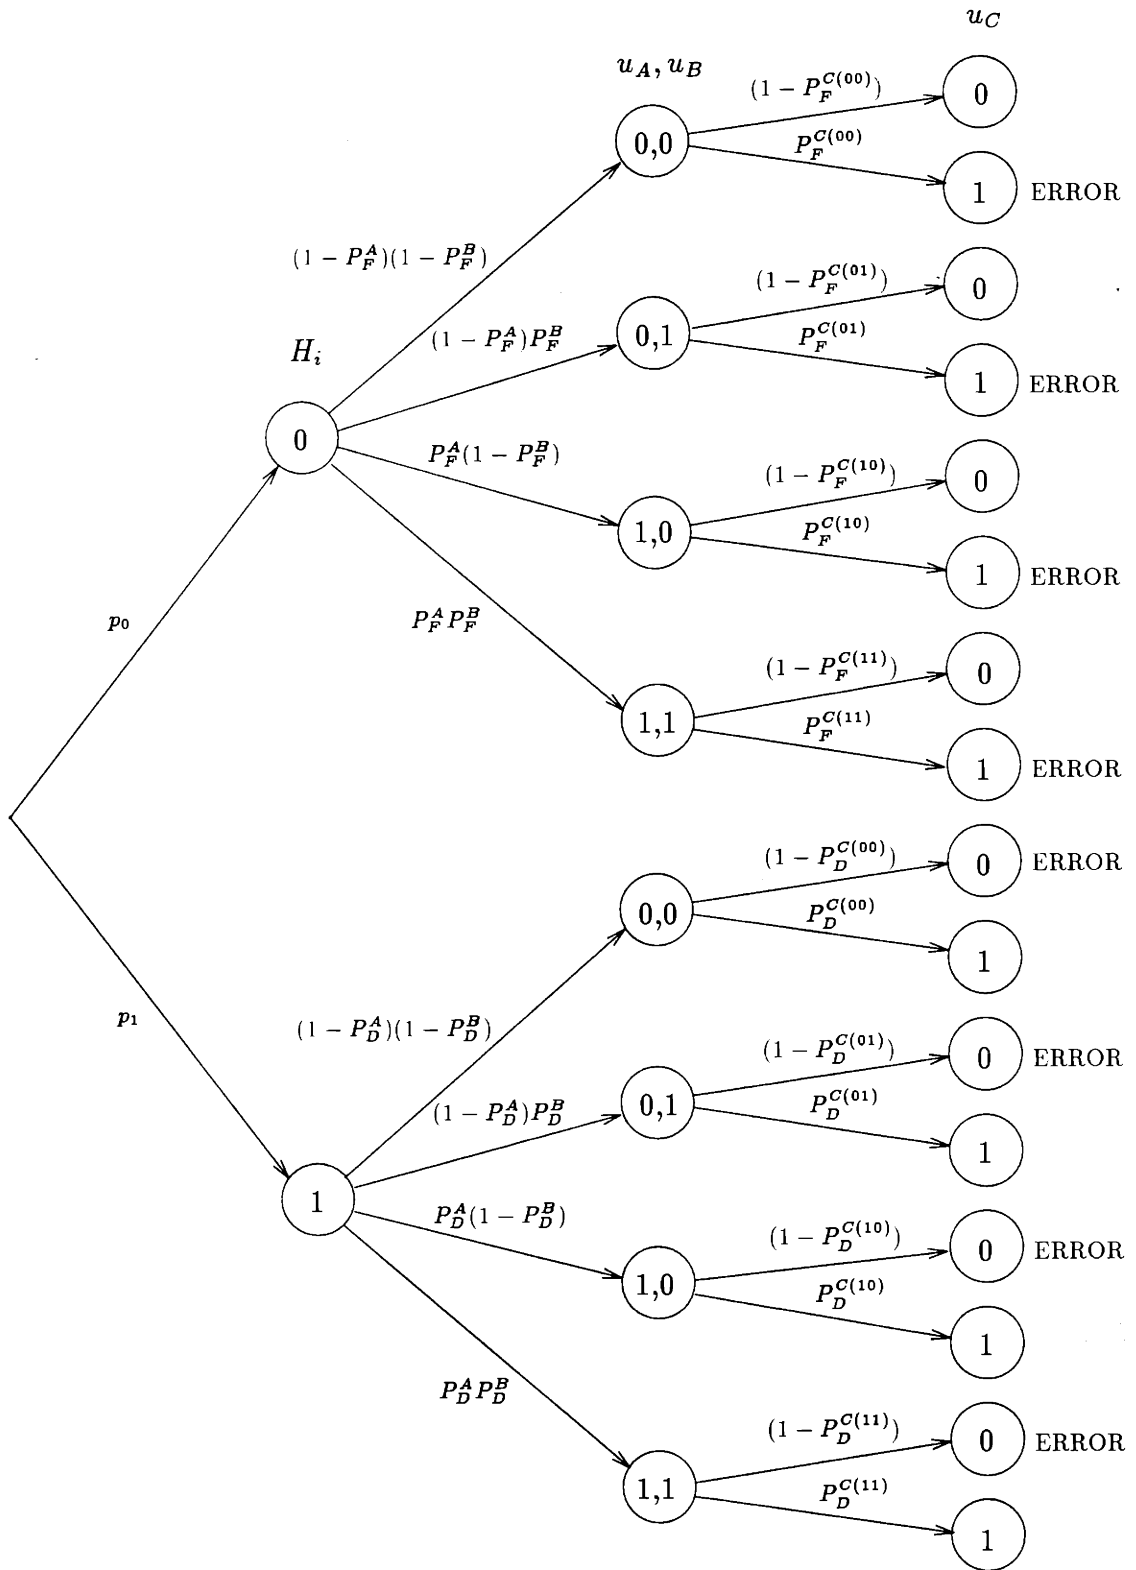 u_C
u_A, u_B
(1 − P_F^{C(00)})
0
0,0
P_F^{C(00)}
1 ERROR
(1 − P_F^A)(1 − P_F^B)
(1 − P_F^{C(01)})
0
(1 − P_F^A)P_F^B
0,1
P_F^{C(01)}
H_i
1 ERROR
0
P_F^A(1 − P_F^B)
(1 − P_F^{C(10)})
0
1,0
P_F^{C(10)}
1 ERROR
p_0
P_F^A P_F^B
(1 − P_F^{C(11)})
0
1,1
P_F^{C(11)}
1 ERROR
(1 − P_D^{C(00)})
0 ERROR
0,0
P_D^{C(00)}
1
p_1
(1 − P_D^A)(1 − P_D^B)
(1 − P_D^{C(01)})
0 ERROR
(1 − P_D^A)P_D^B
0,1
P_D^{C(01)}
1
1
P_D^A(1 − P_D^B)
(1 − P_D^{C(10)})
0 ERROR
1,0
P_D^{C(10)}
1
P_D^A P_D^B
(1 − P_D^{C(11)})
0 ERROR
1,1
P_D^{C(11)}
1